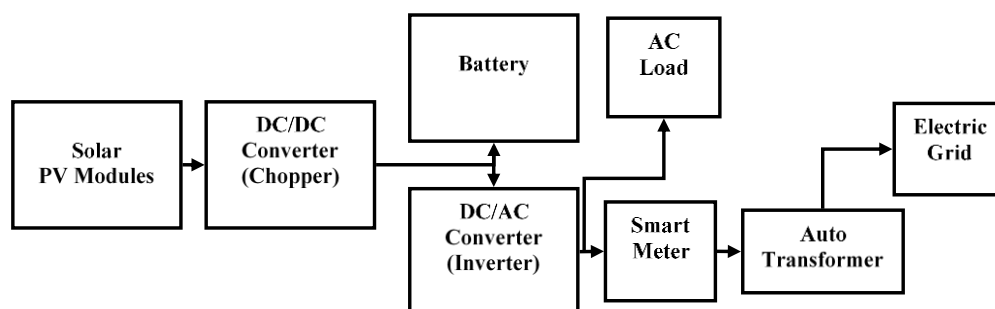 Solar
PV Modules
DC/DC
Converter
(Chopper)
Battery
DC/AC
Converter
(Inverter)
AC
Load
Smart
Meter
Auto
Transformer
Electric
Grid